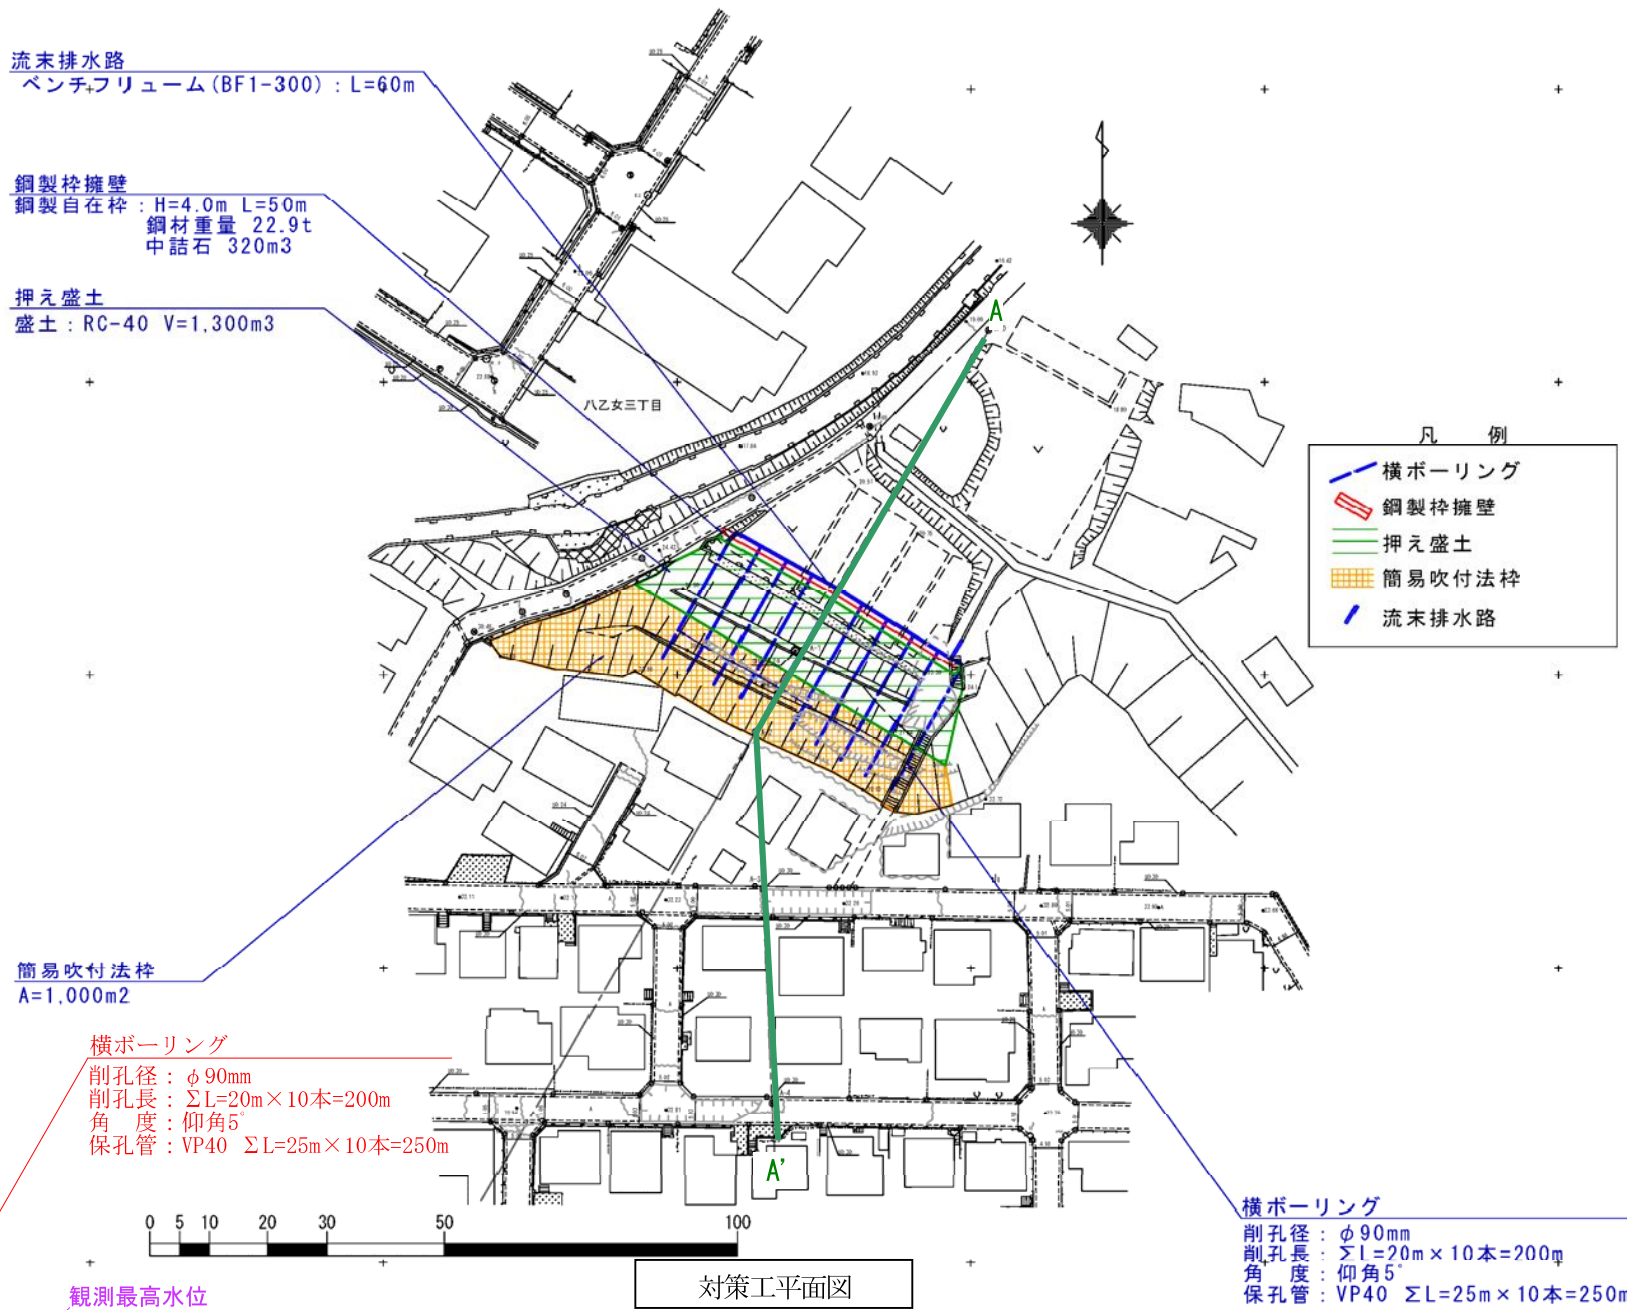 流末排水路
ベンチフリューム(BF1-300) : L=60m
鋼製枠擁壁
鋼製自在枠 : H=4.0m L=50m
鋼材重量 22.9t
中詰石 320m3
押え盛土
盛土 : RC-40 V=1,300m3
八乙女三丁目
A
凡 例
横ボーリング
鋼製枠擁壁
押え盛土
簡易吹付法枠
流末排水路
簡易吹付法枠
A=1,000m2
横ボーリング
削孔径 : φ90mm
削孔長 : ΣL=20m×10本=200m
角 度 : 仰角5°
保孔管 : VP40 ΣL=25m×10本=250m
A'
0 5 10 20 30 50 100
対策工平面図
観測最高水位
横ボーリング
削孔径 : φ90mm
削孔長 : ΣL=20m×10本=200m
角 度 : 仰角5°
保孔管 : VP40 ΣL=25m×10本=250m